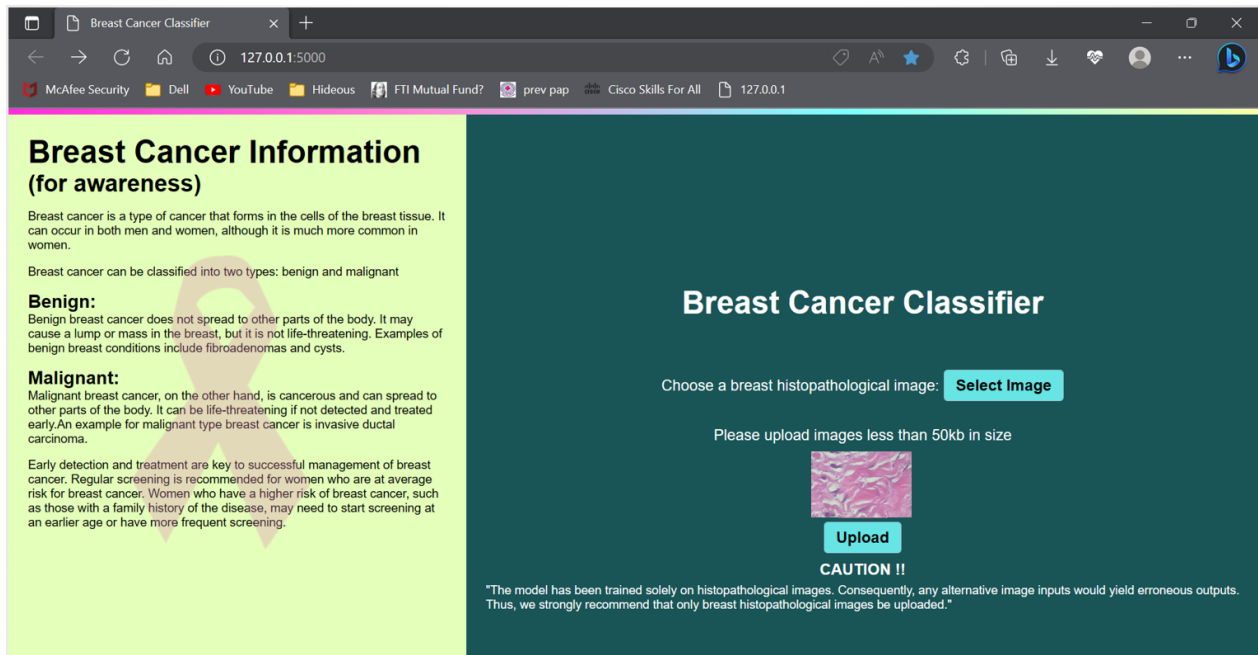 Breast Cancer Classifier
127.0.0.1:5000
McAfee Security Dell YouTube Hideous FTI Mutual Fund? prev pap Cisco Skills For All 127.0.0.1
Breast Cancer Information
(for awareness)
Breast cancer is a type of cancer that forms in the cells of the breast tissue. It
can occur in both men and women, although it is much more common in
women.
Breast cancer can be classified into two types: benign and malignant
Benign:
Benign breast cancer does not spread to other parts of the body. It may
cause a lump or mass in the breast, but it is not life-threatening. Examples of
benign breast conditions include fibroadenomas and cysts.
Malignant:
Malignant breast cancer, on the other hand, is cancerous and can spread to
other parts of the body. It can be life-threatening if not detected and treated
early.An example for malignant type breast cancer is invasive ductal
carcinoma.
Early detection and treatment are key to successful management of breast
cancer. Regular screening is recommended for women who are at average
risk for breast cancer. Women who have a higher risk of breast cancer, such
as those with a family history of the disease, may need to start screening at
an earlier age or have more frequent screening.
Breast Cancer Classifier
Choose a breast histopathological image: Select Image
Please upload images less than 50kb in size
Upload
CAUTION !!
"The model has been trained solely on histopathological images. Consequently, any alternative image inputs would yield erroneous outputs.
Thus, we strongly recommend that only breast histopathological images be uploaded."